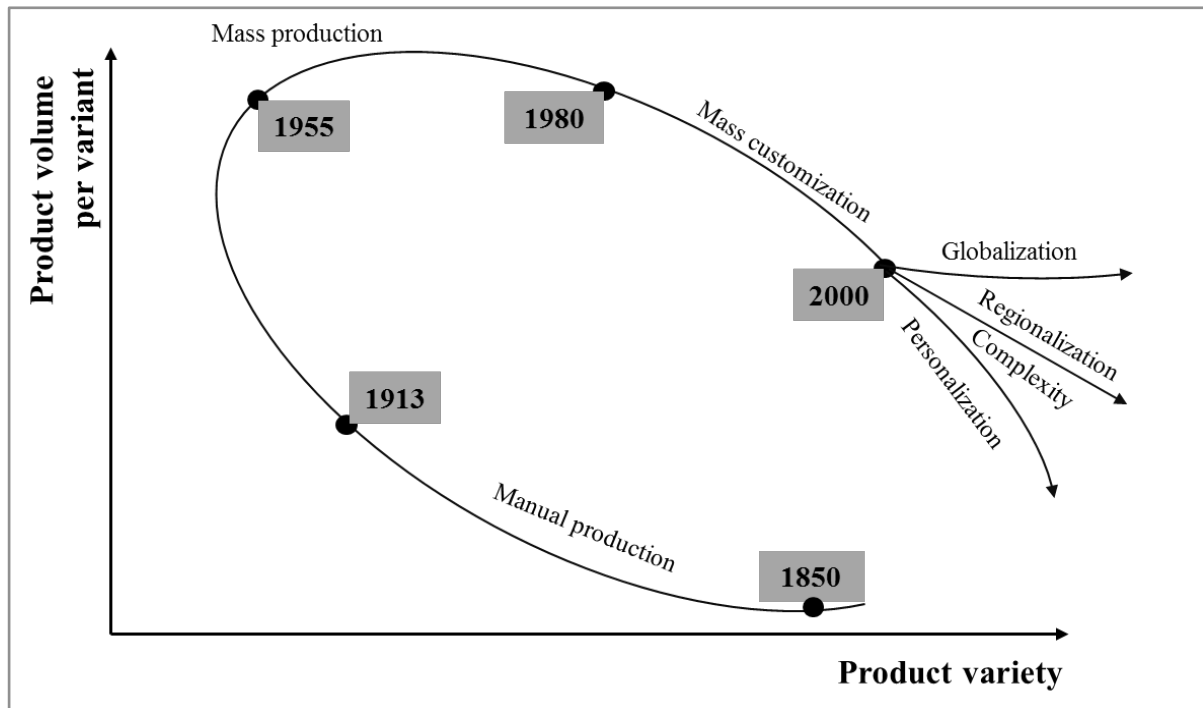 Mass production
Product volume
per variant
1955
1980
Mass customization
2000
Globalization
Regionalization
Complexity
Personalization
1913
Manual production
1850
Product variety